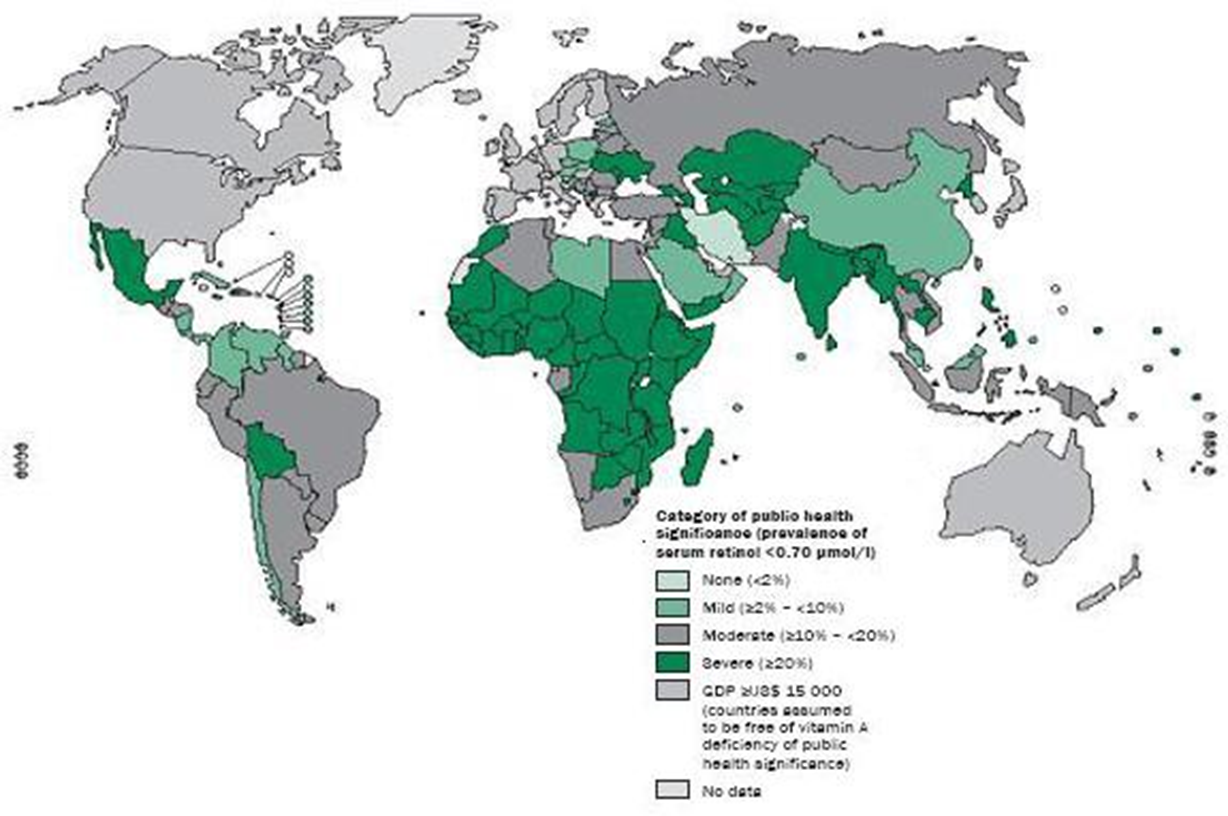 Category of public health
significance (prevalence of
serum retinol <0.70 µmol/l)
None (<2%)
Mild (≥2% – <10%)
Moderate (≥10% – <20%)
Severe (≥20%)
GDP ≥US$ 15 000
(countries assumed
to be free of vitamin A
deficiency of public
health significance)
No data